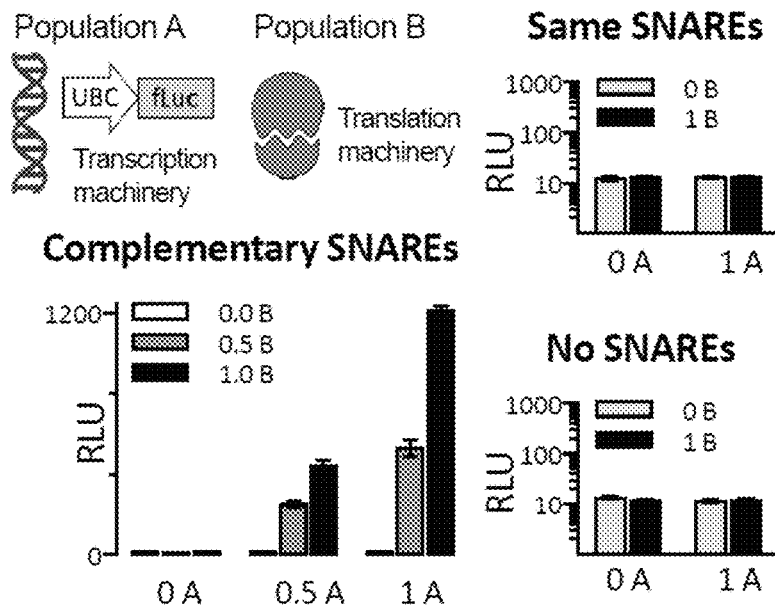 Population A
UBC
fLuc
Transcription
machinery
Population B
Translation
machinery
Same SNAREs
1000
100
10
RLU
0 B
1 B
0 A
1 A
Complementary SNAREs
1200
0
RLU
0.0 B
0.5 B
1.0 B
0 A
0.5 A
1 A
No SNAREs
1000
100
10
RLU
0 B
1 B
0 A
1 A